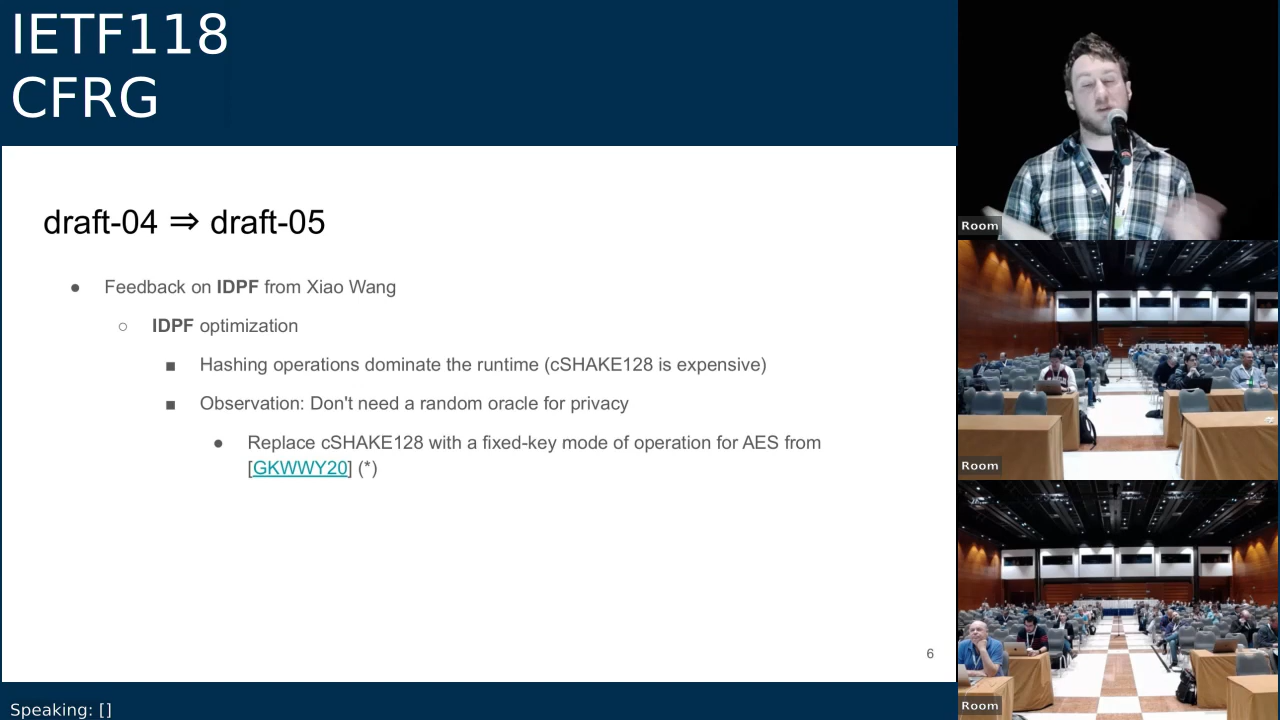 IETF118
CFRG
draft-04 ⇒ draft-05
● Feedback on IDPF from Xiao Wang
○ IDPF optimization
■ Hashing operations dominate the runtime (cSHAKE128 is expensive)
■ Observation: Don't need a random oracle for privacy
● Replace cSHAKE128 with a fixed-key mode of operation for AES from
[GKWWY20] (*)
6
Speaking: []
Room
Room
Room